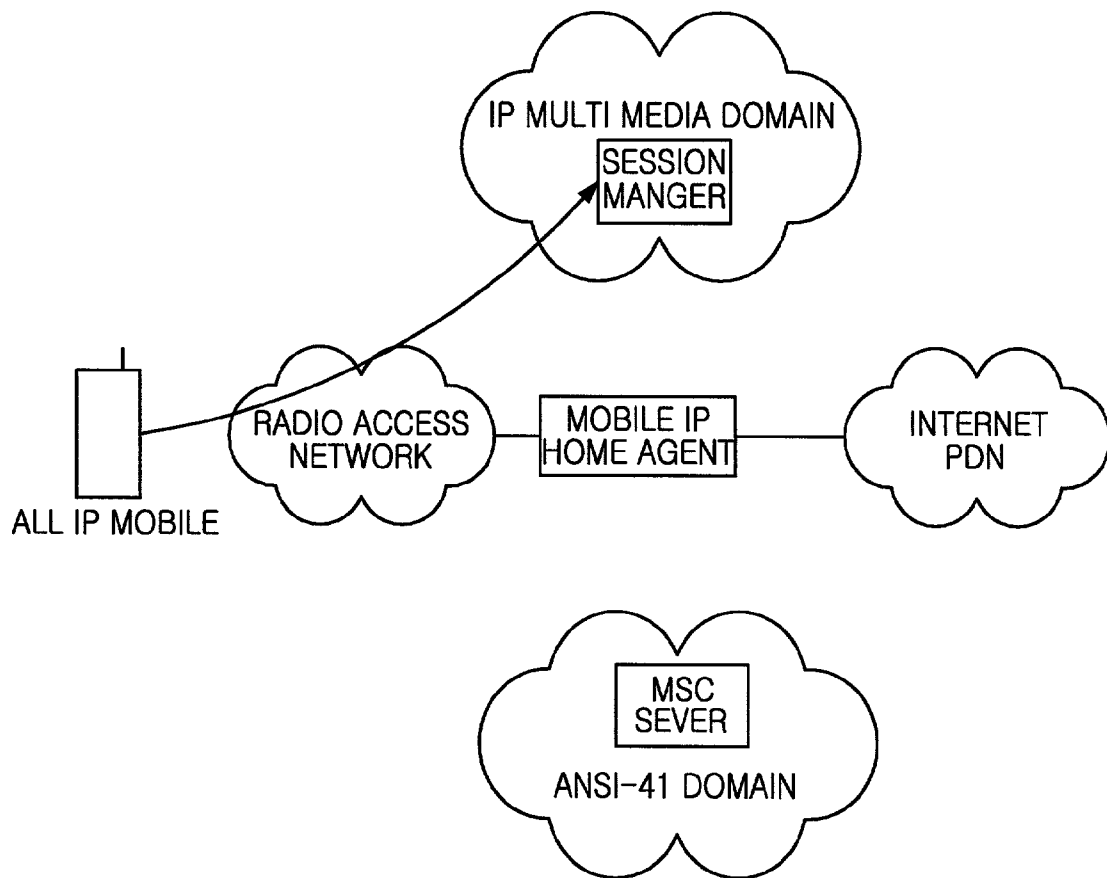 IP MULTI MEDIA DOMAIN
SESSION
MANGER
RADIO ACCESS
NETWORK
MOBILE IP
HOME AGENT
INTERNET
PDN
ALL IP MOBILE
MSC
SEVER
ANSI-41 DOMAIN